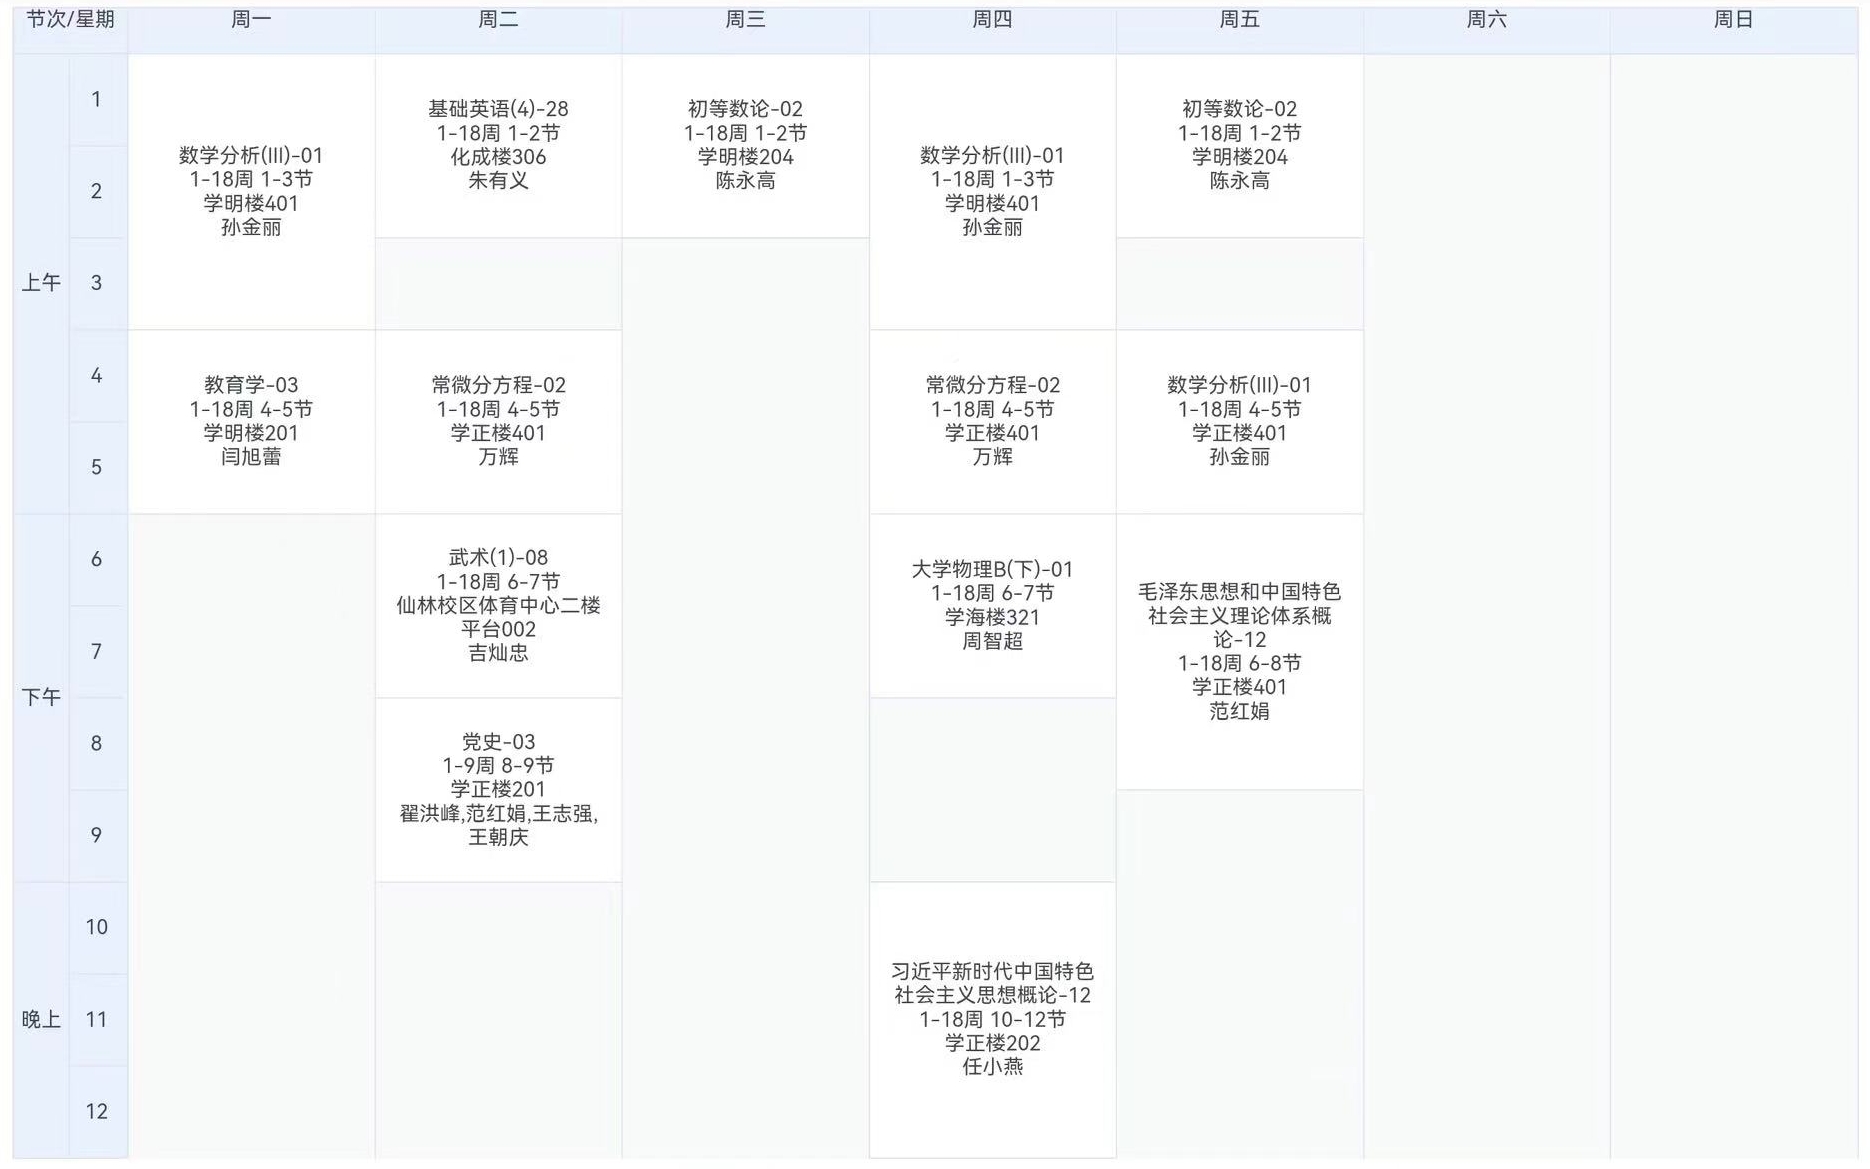 节次/星期
周一
周二
周三
周四
周五
周六
周日
上午
1
2
3
4
5
数学分析(III)-01
1-18周 1-3节
学明楼401
孙金丽
基础英语(4)-28
1-18周 1-2节
化成楼306
朱有义
初等数论-02
1-18周 1-2节
学明楼204
陈永高
数学分析(III)-01
1-18周 1-3节
学明楼401
孙金丽
初等数论-02
1-18周 1-2节
学明楼204
陈永高
教育学-03
1-18周 4-5节
学明楼201
闫旭蕾
常微分方程-02
1-18周 4-5节
学正楼401
万辉
常微分方程-02
1-18周 4-5节
学正楼401
万辉
数学分析(III)-01
1-18周 4-5节
学正楼401
孙金丽
下午
6
7
8
9
武术(1)-08
1-18周 6-7节
仙林校区体育中心二楼
平台002
吉灿忠
大学物理B(下)-01
1-18周 6-7节
学海楼321
周智超
毛泽东思想和中国特色
社会主义理论体系概
论-12
1-18周 6-8节
学正楼401
范红娟
党史-03
1-9周 8-9节
学正楼201
翟洪峰,范红娟,王志强,
王朝庆
晚上
10
11
12
习近平新时代中国特色
社会主义思想概论-12
1-18周 10-12节
学正楼202
任小燕